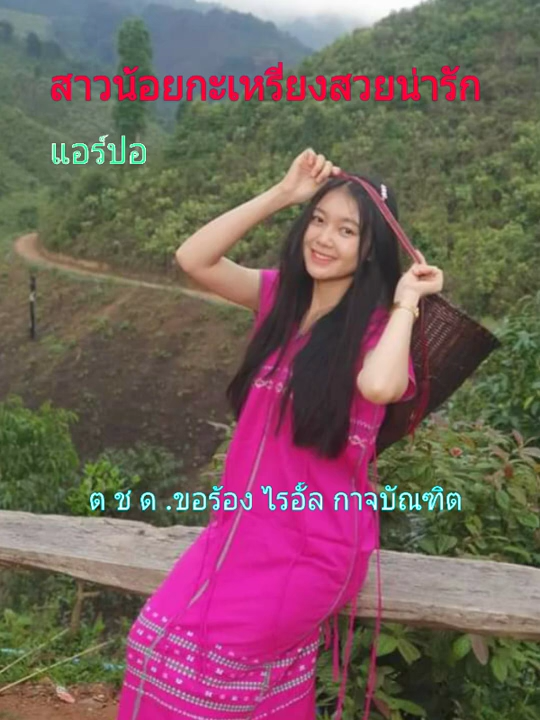 สาวน้อยกะเหรี่ยงสวยน่ารัก
แอร์ปอ
ต ช ด .ขอร้อง ไรอั้ล กาจบัณฑิต